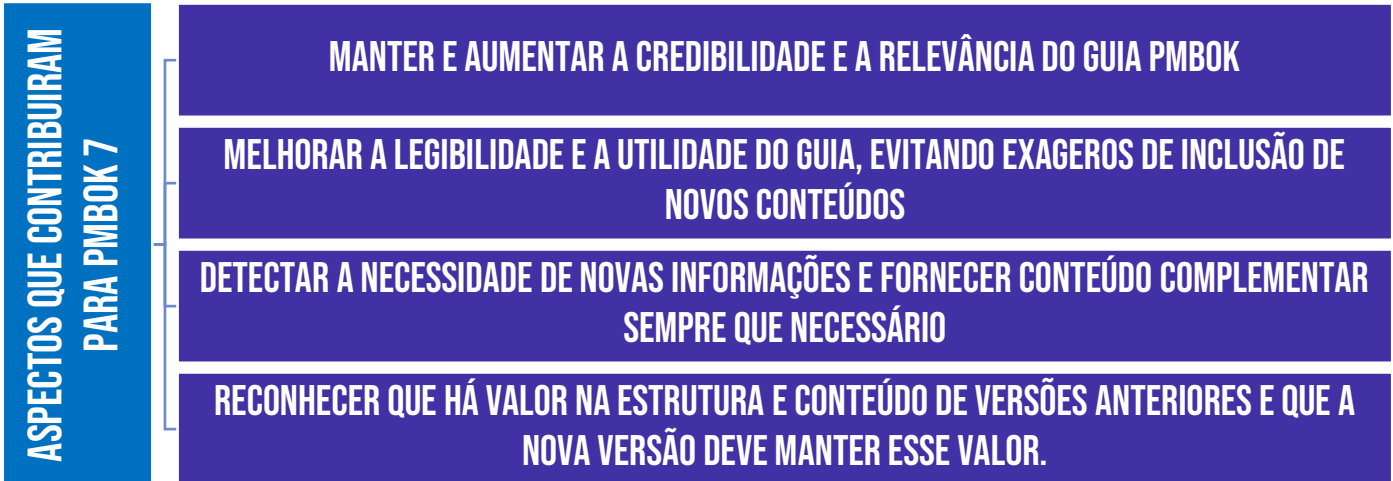 ASPECTOS QUE CONTRIBUIRAM
PARA PMBOK 7
MANTER E AUMENTAR A CREDIBILIDADE E A RELEVÂNCIA DO GUIA PMBOK
MELHORAR A LEGIBILIDADE E A UTILIDADE DO GUIA, EVITANDO EXAGEROS DE INCLUSÃO DE
NOVOS CONTEÚDOS
DETECTAR A NECESSIDADE DE NOVAS INFORMAÇÕES E FORNECER CONTEÚDO COMPLEMENTAR
SEMPRE QUE NECESSÁRIO
RECONHECER QUE HÁ VALOR NA ESTRUTURA E CONTEÚDO DE VERSÕES ANTERIORES E QUE A
NOVA VERSÃO DEVE MANTER ESSE VALOR.